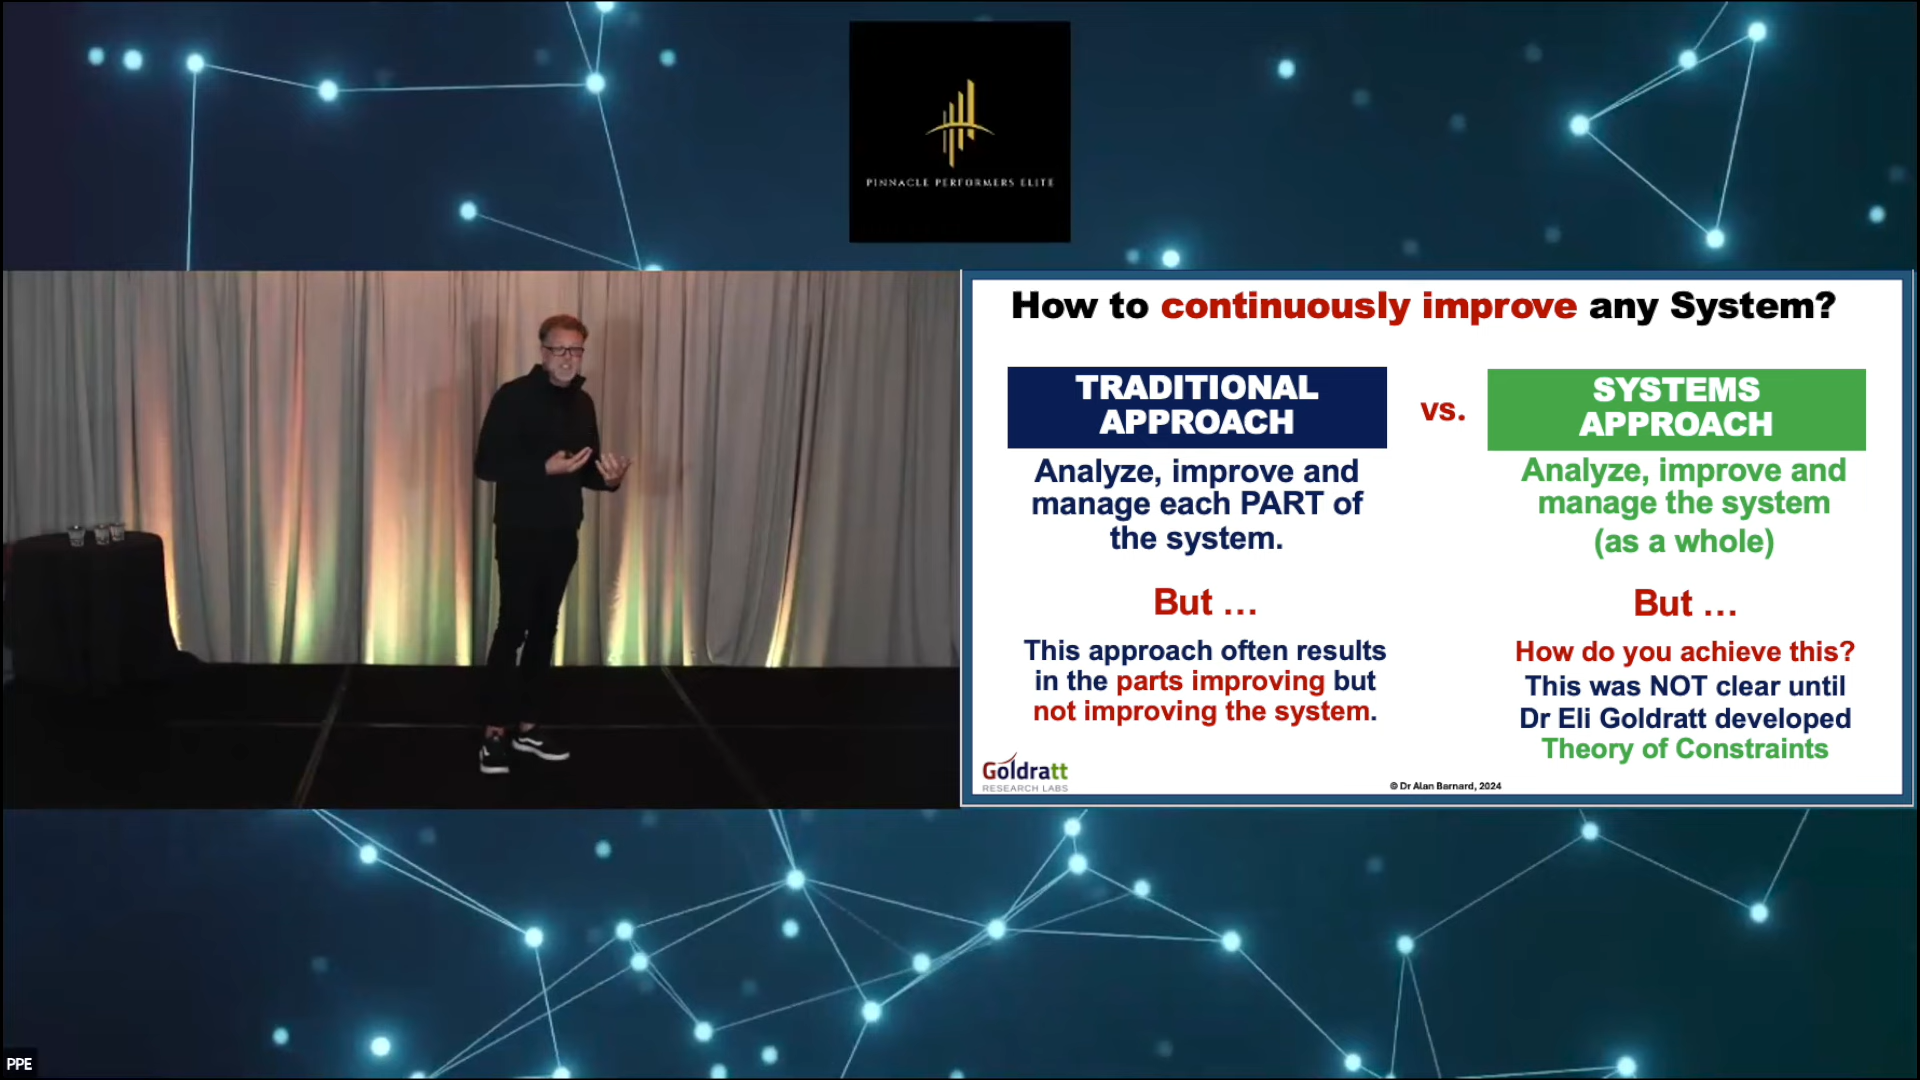 PINNACLE PERFORMERS ELITE
How to continuously improve any System?
TRADITIONAL
APPROACH
Analyze, improve and
manage each PART of
the system.
But ...
This approach often results
in the parts improving but
not improving the system.
vs.
SYSTEMS
APPROACH
Analyze, improve and
manage the system
(as a whole)
But ...
How do you achieve this?
This was NOT clear until
Dr Eli Goldratt developed
Theory of Constraints
Goldratt
RESEARCH LABS
© Dr Alan Barnard, 2024
PPE